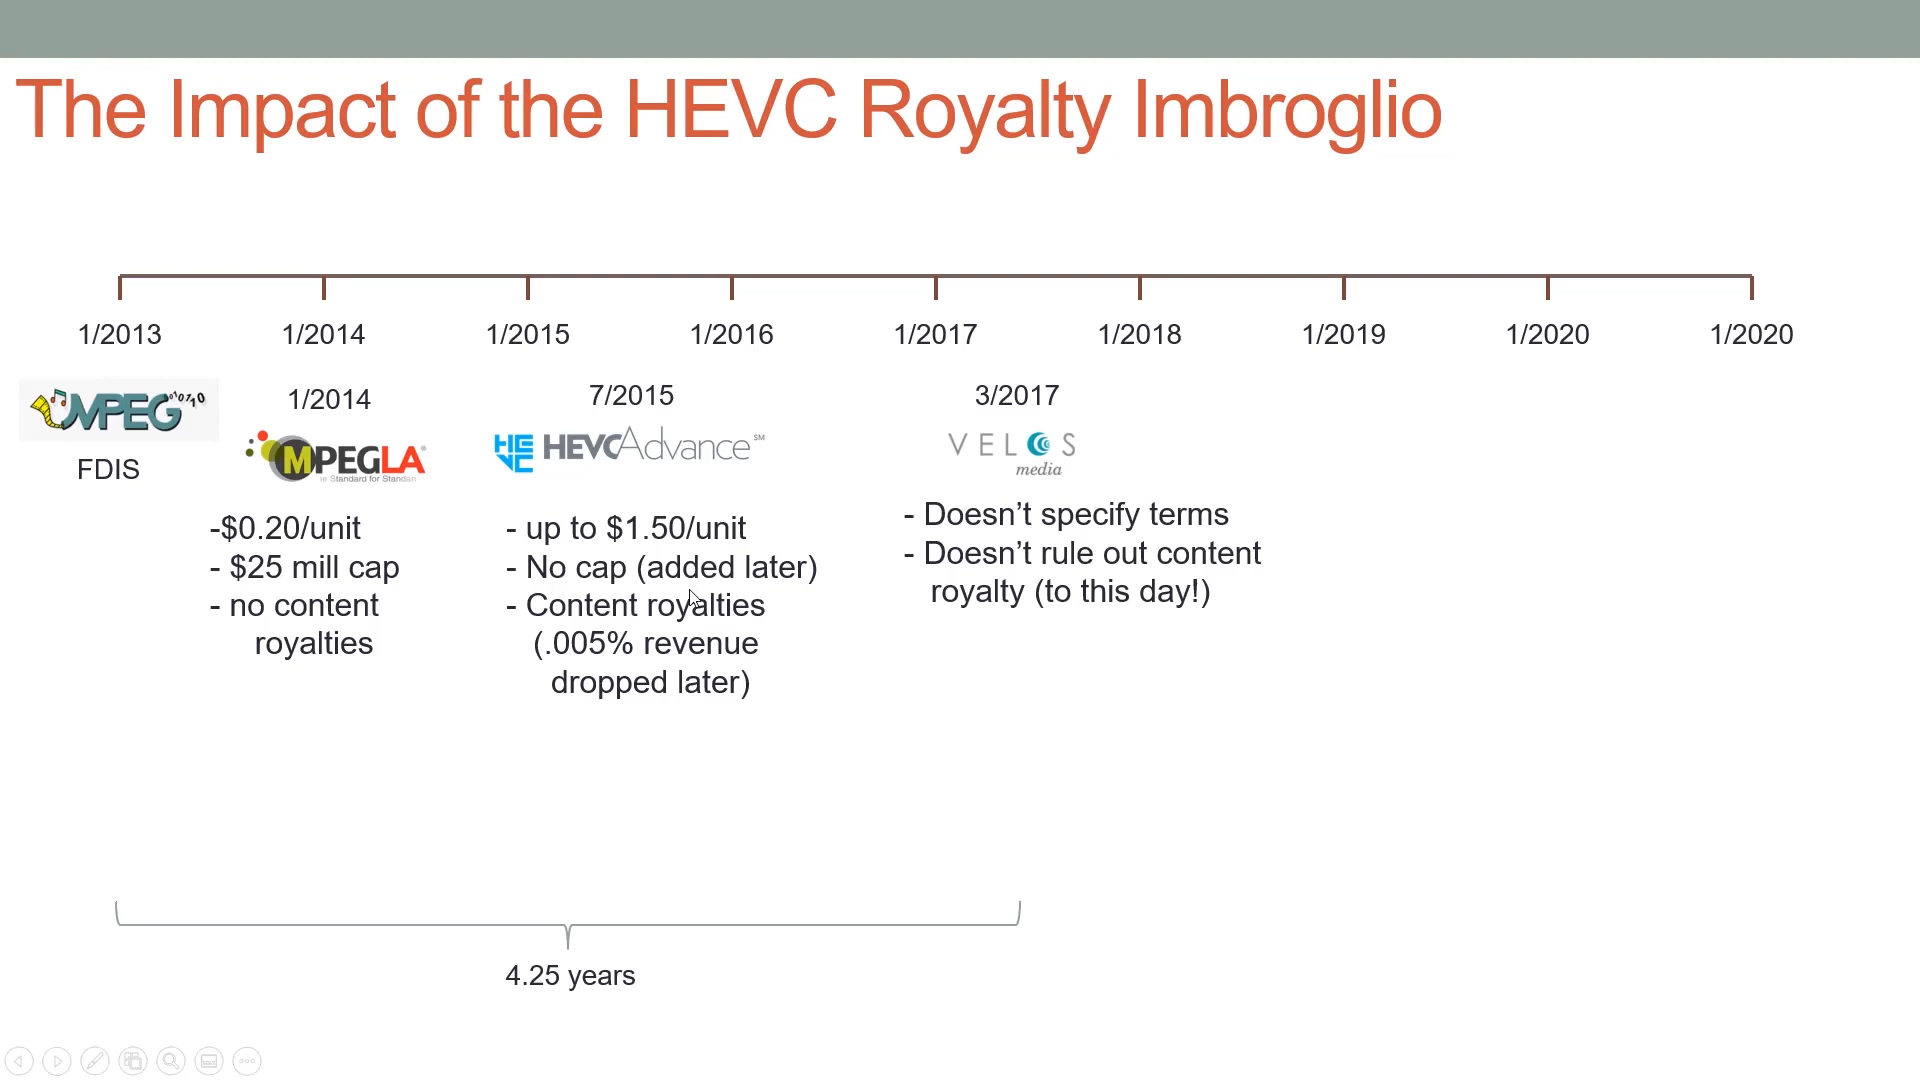 The Impact of the HEVC Royalty Imbroglio
1/2013 1/2014 1/2015 1/2016 1/2017 1/2018 1/2019 1/2020 1/2020
MPEG 010110
FDIS
1/2014
MPEGLA
-$0.20/unit
- $25 mill cap
- no content
royalties
7/2015
HEVC HEVCAdvance℠
- up to $1.50/unit
- No cap (added later)
- Content royalties
(.005% revenue
dropped later)
3/2017
VELOS
media
- Doesn’t specify terms
- Doesn’t rule out content
royalty (to this day!)
4.25 years